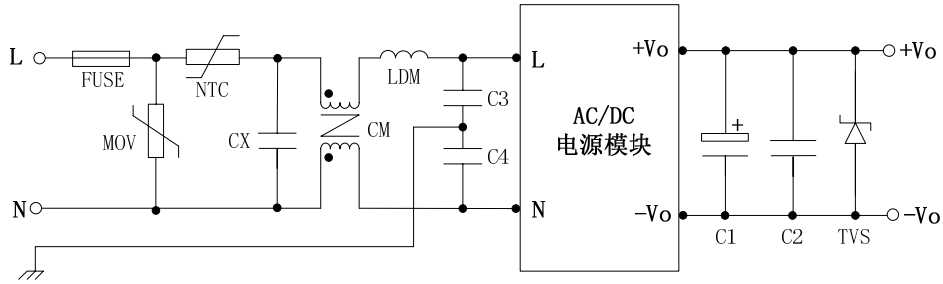 L
FUSE
NTC
MOV
CX
CM
LDM
C3
C4
N
L
N
AC/DC
电源模块
+Vo
-Vo
+
C1
C2
TVS
+Vo
-Vo